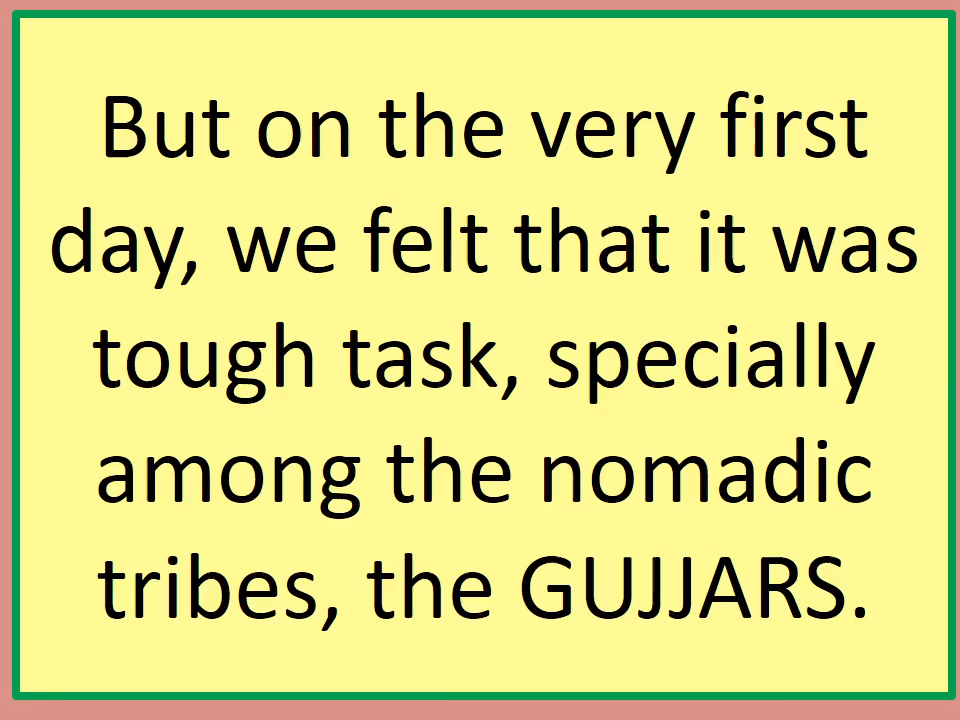 But on the very first
day, we felt that it was
tough task, specially
among the nomadic
tribes, the GUJJARS.